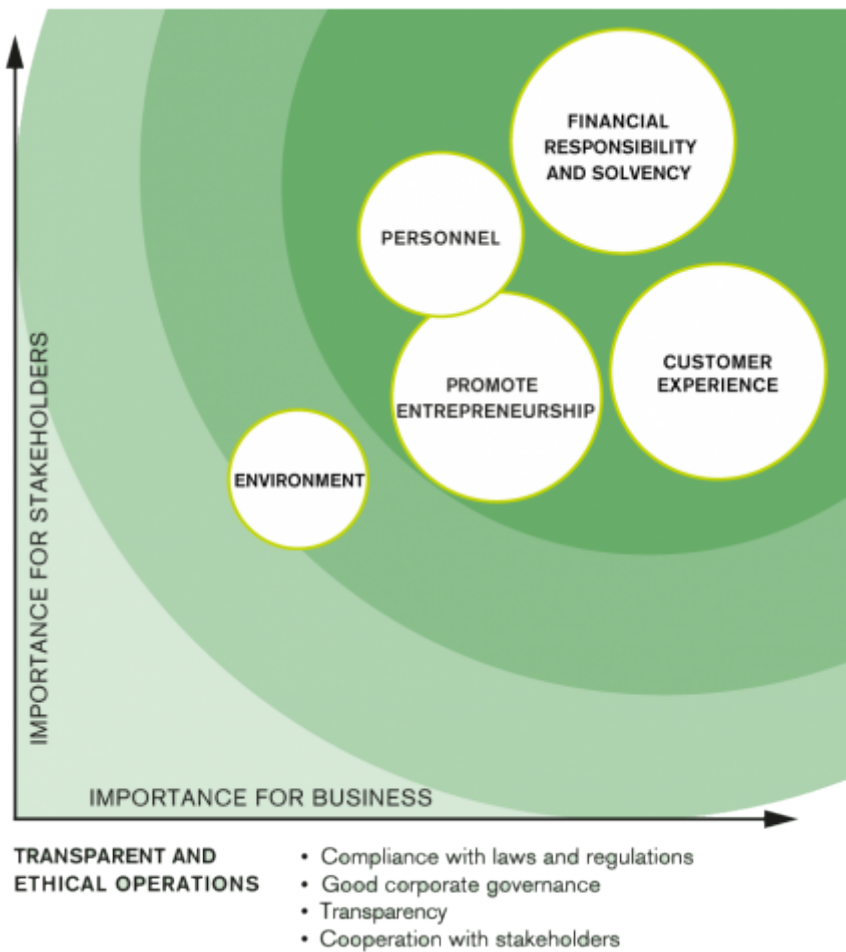 FINANCIAL
RESPONSIBILITY
AND SOLVENCY
PERSONNEL
CUSTOMER
EXPERIENCE
PROMOTE
ENTREPRENEURSHIP
ENVIRONMENT
IMPORTANCE FOR STAKEHOLDERS
IMPORTANCE FOR BUSINESS
TRANSPARENT AND
ETHICAL OPERATIONS
• Compliance with laws and regulations
• Good corporate governance
• Transparency
• Cooperation with stakeholders